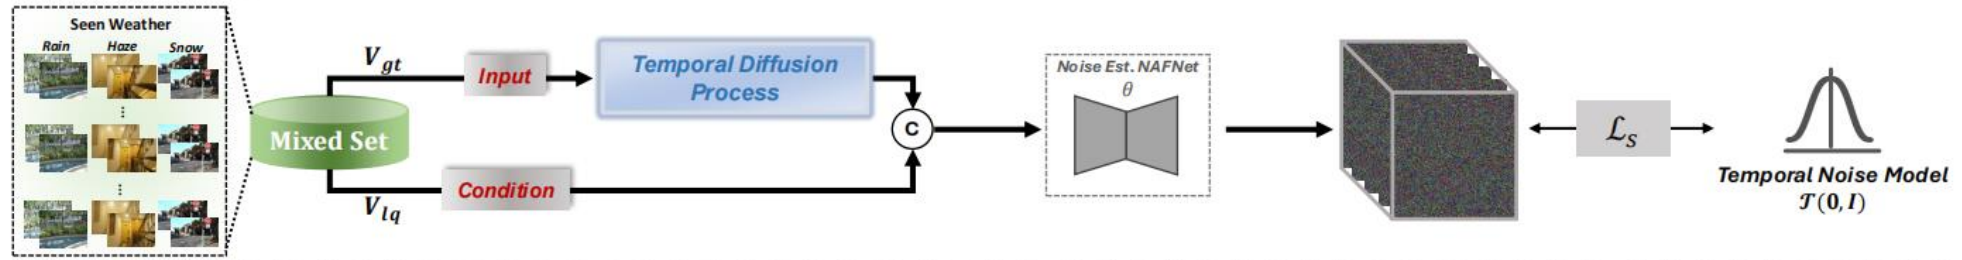 Seen Weather
Rain Haze Snow
Mixed Set
V_gt
Input
Temporal Diffusion
Process
V_lq
Condition
C
Noise Est. NAFNet
θ
ℒ_S
Temporal Noise Model
𝒯(0, I)